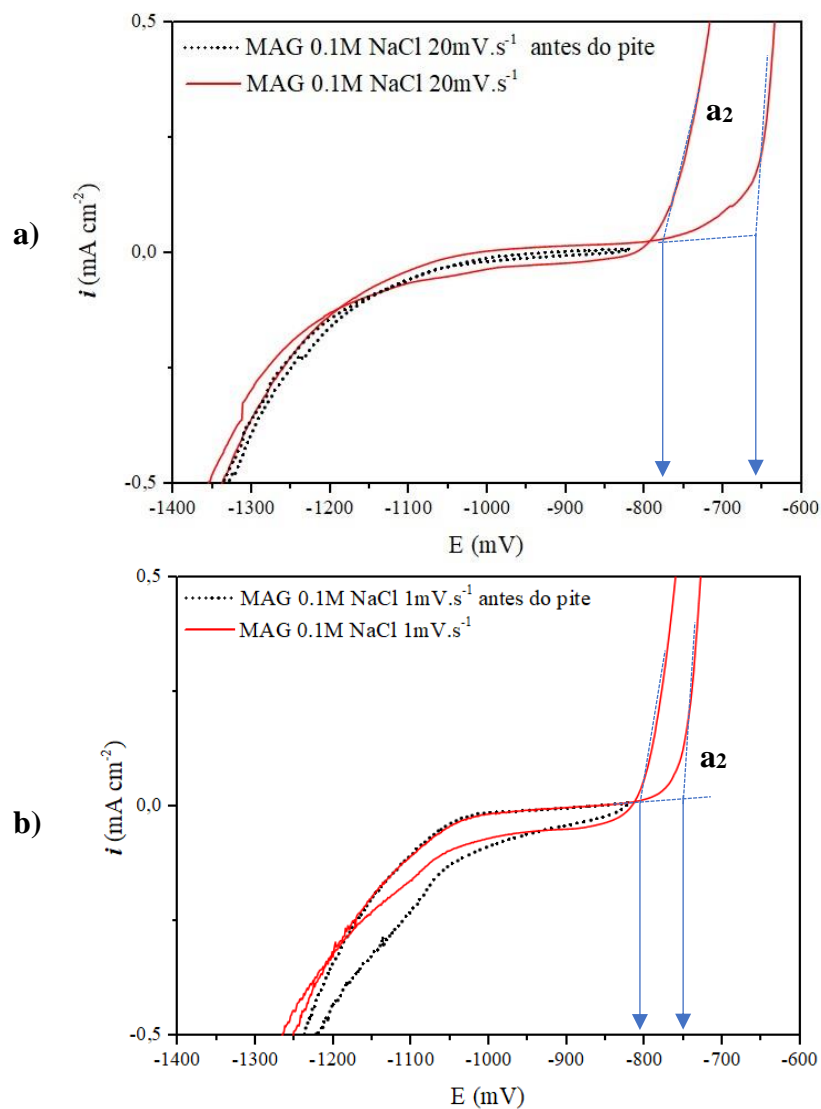 a)
0,5
MAG 0.1M NaCl 20mV.s⁻¹ antes do pite
MAG 0.1M NaCl 20mV.s⁻¹
a₂
i (mA cm⁻²)
0,0
-0,5
-1400 -1300 -1200 -1100 -1000 -900 -800 -700 -600
E (mV)
b)
0,5
MAG 0.1M NaCl 1mV.s⁻¹ antes do pite
MAG 0.1M NaCl 1mV.s⁻¹
a₂
i (mA cm⁻²)
0,0
-0,5
-1400 -1300 -1200 -1100 -1000 -900 -800 -700 -600
E (mV)